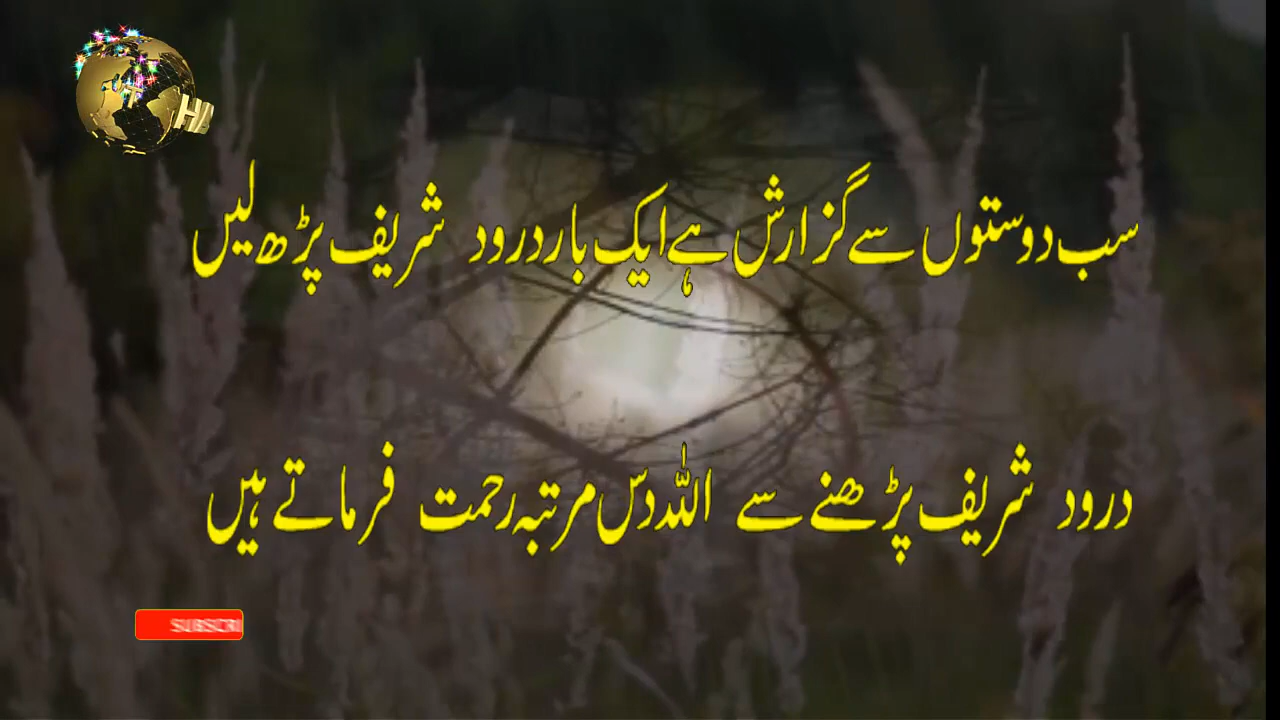 سب دوستوں سے گزارش ہے ایک بار درود شریف پڑھ لیں
درود شریف پڑھنے سے اللہ دس مرتبہ رحمت فرماتے ہیں
SUBSCRI